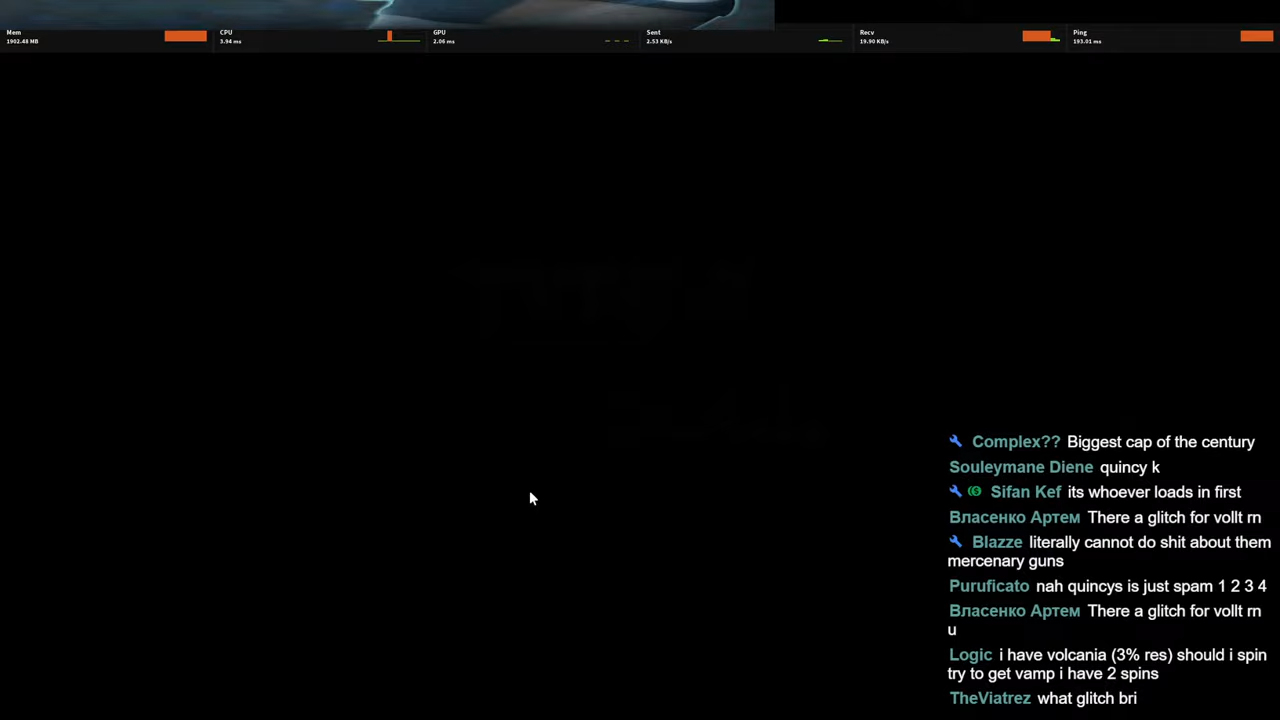 Mem CPU GPU Sent Recv Ping
1902.48 MB 3.94 ms 2.06 ms 2.53 KB/s 19.90 KB/s 193.01 ms
Complex?? Biggest cap of the century
Souleymane Diene quincy k
Sifan Kef its whoever loads in first
Власенко Артем There a glitch for vollt rn
Blazze literally cannot do shit about them
mercenary guns
Puruficato nah quincys is just spam 1 2 3 4
Власенко Артем There a glitch for vollt rn
u
Logic i have volcania (3% res) should i spin
try to get vamp i have 2 spins
TheViatrez what glitch bri